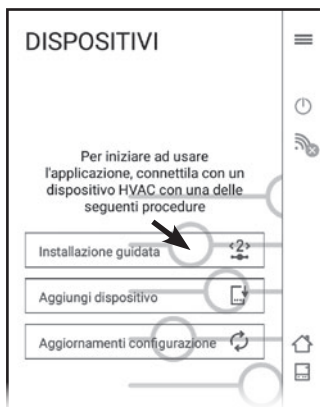 DISPOSITIVI
Per iniziare ad usare
l'applicazione, connettila con un
dispositivo HVAC con una delle
seguenti procedure
Installazione guidata
‹2›
Aggiungi dispositivo
Aggiornamenti configurazione